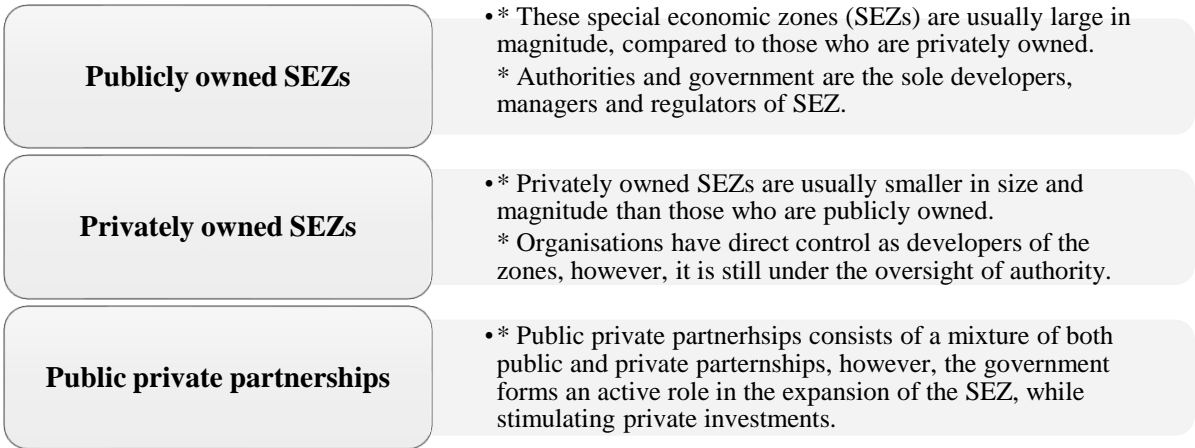 Publicly owned SEZs
•* These special economic zones (SEZs) are usually large in
magnitude, compared to those who are privately owned.
* Authorities and government are the sole developers,
managers and regulators of SEZ.
Privately owned SEZs
•* Privately owned SEZs are usually smaller in size and
magnitude than those who are publicly owned.
* Organisations have direct control as developers of the
zones, however, it is still under the oversight of authority.
Public private partnerships
•* Public private partnerhsips consists of a mixture of both
public and private parternships, however, the government
forms an active role in the expansion of the SEZ, while
stimulating private investments.